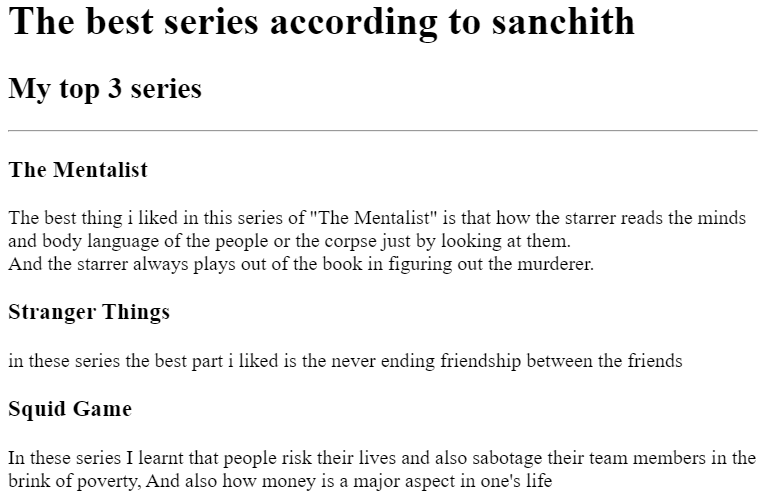 The best series according to sanchith
My top 3 series
The Mentalist
The best thing i liked in this series of "The Mentalist" is that how the starrer reads the minds
and body language of the people or the corpse just by looking at them.
And the starrer always plays out of the book in figuring out the murderer.
Stranger Things
in these series the best part i liked is the never ending friendship between the friends
Squid Game
In these series I learnt that people risk their lives and also sabotage their team members in the
brink of poverty, And also how money is a major aspect in one's life